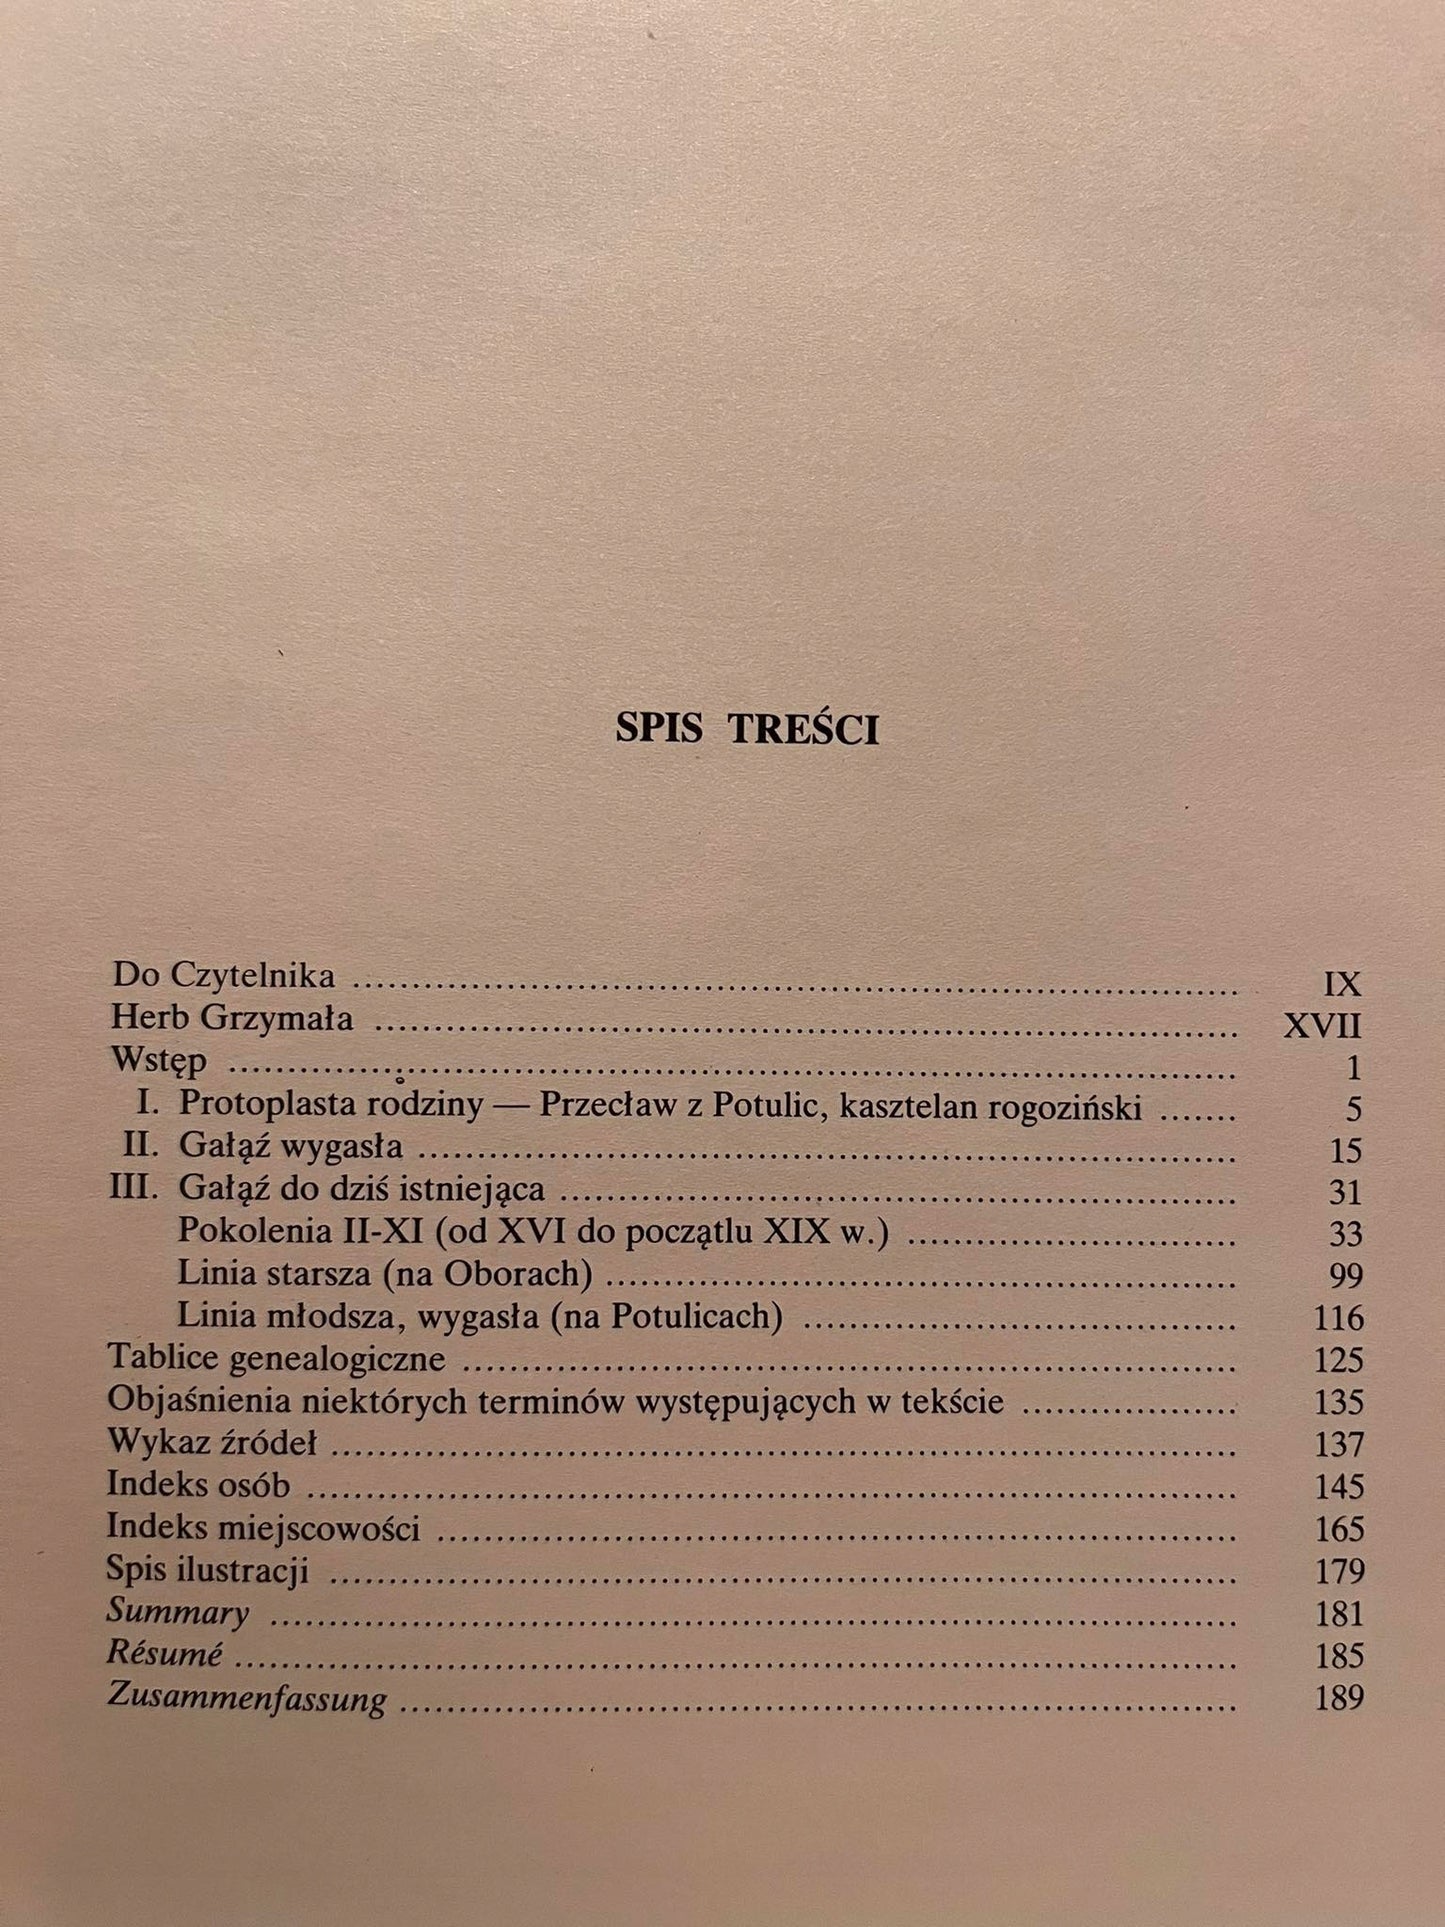 SPIS TREŚCI
Do Czytelnika ........ IX
Herb Grzymała ........ XVII
Wstęp ........ 1
I. Protoplasta rodziny — Przecław z Potulic, kasztelan rogoziński ....... 5
II. Gałąź wygasła ........ 15
III. Gałąź do dziś istniejąca ........ 31
Pokolenia II-XI (od XVI do początlu XIX w.) ........ 33
Linia starsza (na Oborach) ........ 99
Linia młodsza, wygasła (na Potulicach) ........ 116
Tablice genealogiczne ........ 125
Objaśnienia niektórych terminów występujących w tekście ........ 135
Wykaz źródeł ........ 137
Indeks osób ........ 145
Indeks miejscowości ........ 165
Spis ilustracji ........ 179
Summary ........ 181
Résumé ........ 185
Zusammenfassung ........ 189